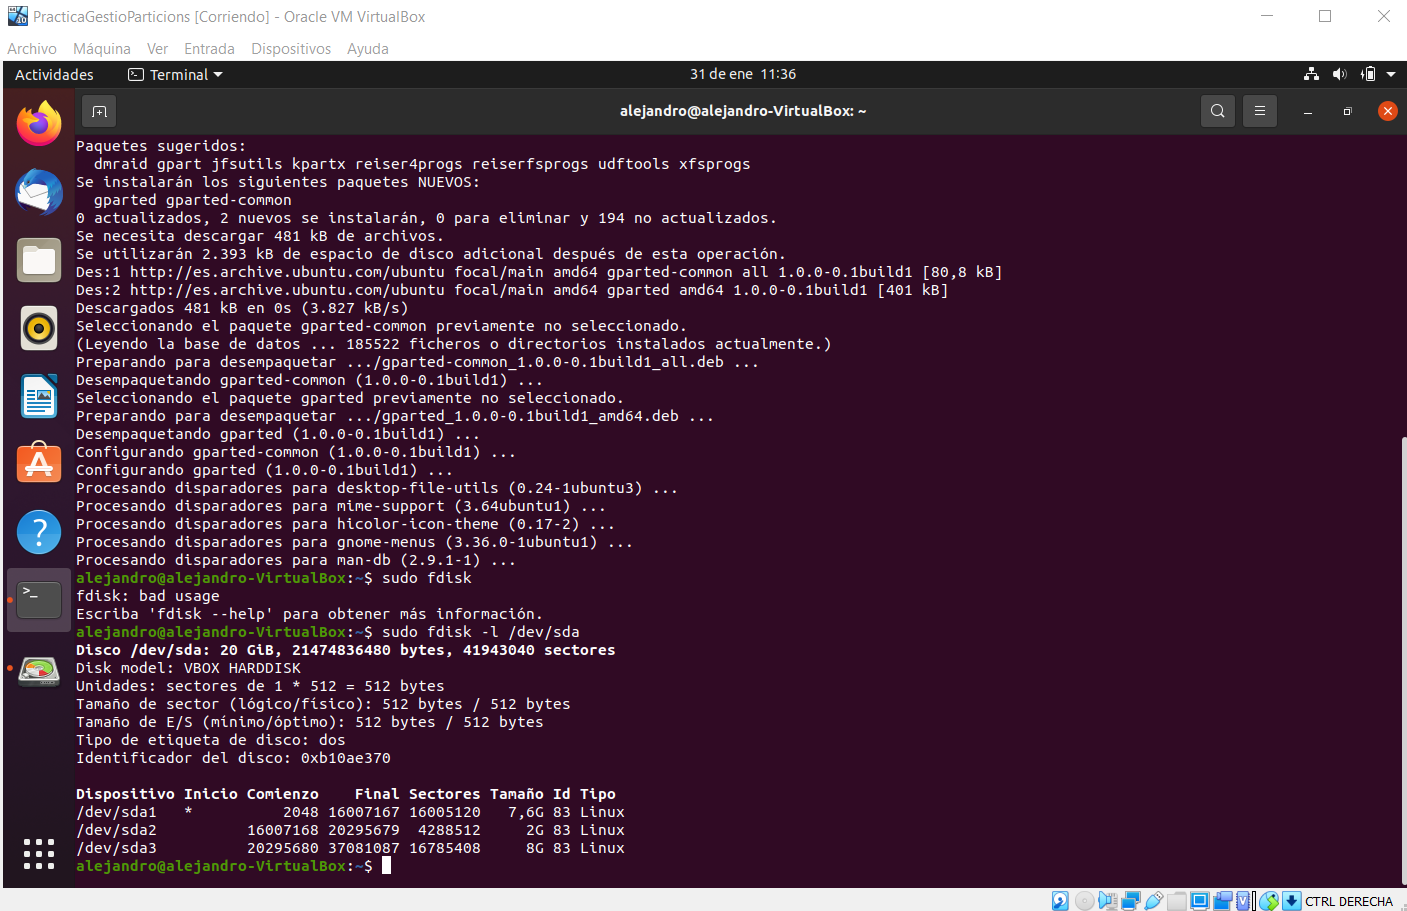 PracticaGestioParticions [Corriendo] - Oracle VM VirtualBox
Archivo Máquina Ver Entrada Dispositivos Ayuda
Actividades Terminal 31 de ene 11:36
alejandro@alejandro-VirtualBox: ~
Paquetes sugeridos:
  dmraid gpart jfsutils kpartx reiser4progs reiserfsprogs udftools xfsprogs
Se instalarán los siguientes paquetes NUEVOS:
  gparted gparted-common
0 actualizados, 2 nuevos se instalarán, 0 para eliminar y 194 no actualizados.
Se necesita descargar 481 kB de archivos.
Se utilizarán 2.393 kB de espacio de disco adicional después de esta operación.
Des:1 http://es.archive.ubuntu.com/ubuntu focal/main amd64 gparted-common all 1.0.0-0.1build1 [80,8 kB]
Des:2 http://es.archive.ubuntu.com/ubuntu focal/main amd64 gparted amd64 1.0.0-0.1build1 [401 kB]
Descargados 481 kB en 0s (3.827 kB/s)
Seleccionando el paquete gparted-common previamente no seleccionado.
(Leyendo la base de datos ... 185522 ficheros o directorios instalados actualmente.)
Preparando para desempaquetar .../gparted-common_1.0.0-0.1build1_all.deb ...
Desempaquetando gparted-common (1.0.0-0.1build1) ...
Seleccionando el paquete gparted previamente no seleccionado.
Preparando para desempaquetar .../gparted_1.0.0-0.1build1_amd64.deb ...
Desempaquetando gparted (1.0.0-0.1build1) ...
Configurando gparted-common (1.0.0-0.1build1) ...
Configurando gparted (1.0.0-0.1build1) ...
Procesando disparadores para desktop-file-utils (0.24-1ubuntu3) ...
Procesando disparadores para mime-support (3.64ubuntu1) ...
Procesando disparadores para hicolor-icon-theme (0.17-2) ...
Procesando disparadores para gnome-menus (3.36.0-1ubuntu1) ...
Procesando disparadores para man-db (2.9.1-1) ...
alejandro@alejandro-VirtualBox:~$ sudo fdisk
fdisk: bad usage
Escriba 'fdisk --help' para obtener más información.
alejandro@alejandro-VirtualBox:~$ sudo fdisk -l /dev/sda
Disco /dev/sda: 20 GiB, 21474836480 bytes, 41943040 sectores
Disk model: VBOX HARDDISK
Unidades: sectores de 1 * 512 = 512 bytes
Tamaño de sector (lógico/físico): 512 bytes / 512 bytes
Tamaño de E/S (mínimo/óptimo): 512 bytes / 512 bytes
Tipo de etiqueta de disco: dos
Identificador del disco: 0xb10ae370
Dispositivo Inicio Comienzo    Final Sectores Tamaño Id Tipo
/dev/sda1   *          2048 16007167 16005120   7,6G 83 Linux
/dev/sda2          16007168 20295679  4288512     2G 83 Linux
/dev/sda3          20295680 37081087 16785408     8G 83 Linux
alejandro@alejandro-VirtualBox:~$
CTRL DERECHA